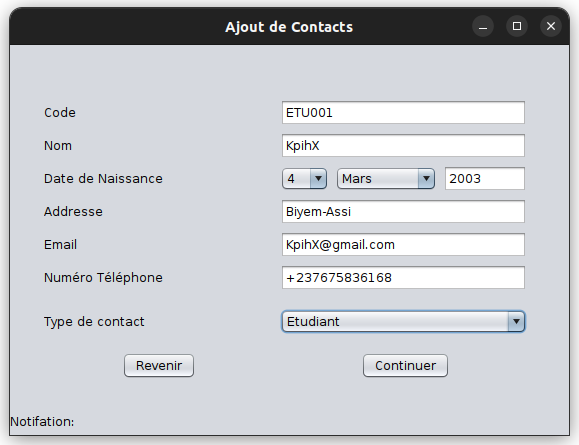 Ajout de Contacts
Code ETU001
Nom KpihX
Date de Naissance 4 Mars 2003
Addresse Biyem-Assi
Email KpihX@gmail.com
Numéro Téléphone +237675836168
Type de contact Etudiant
Revenir Continuer
Notifation: